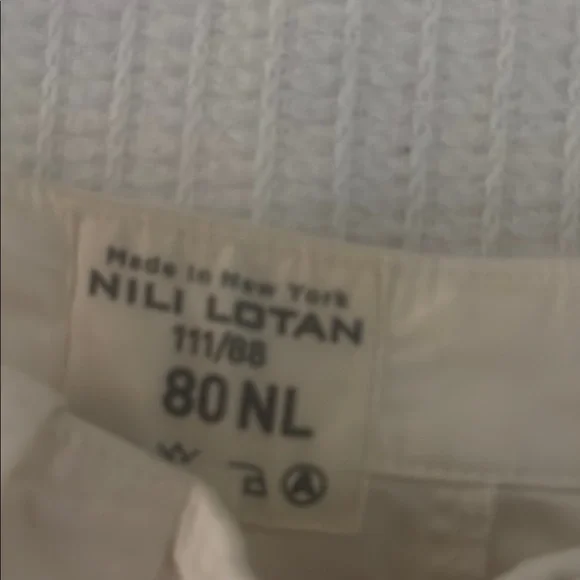 Made in New York
NILI LOTAN
111/88
80 NL
A